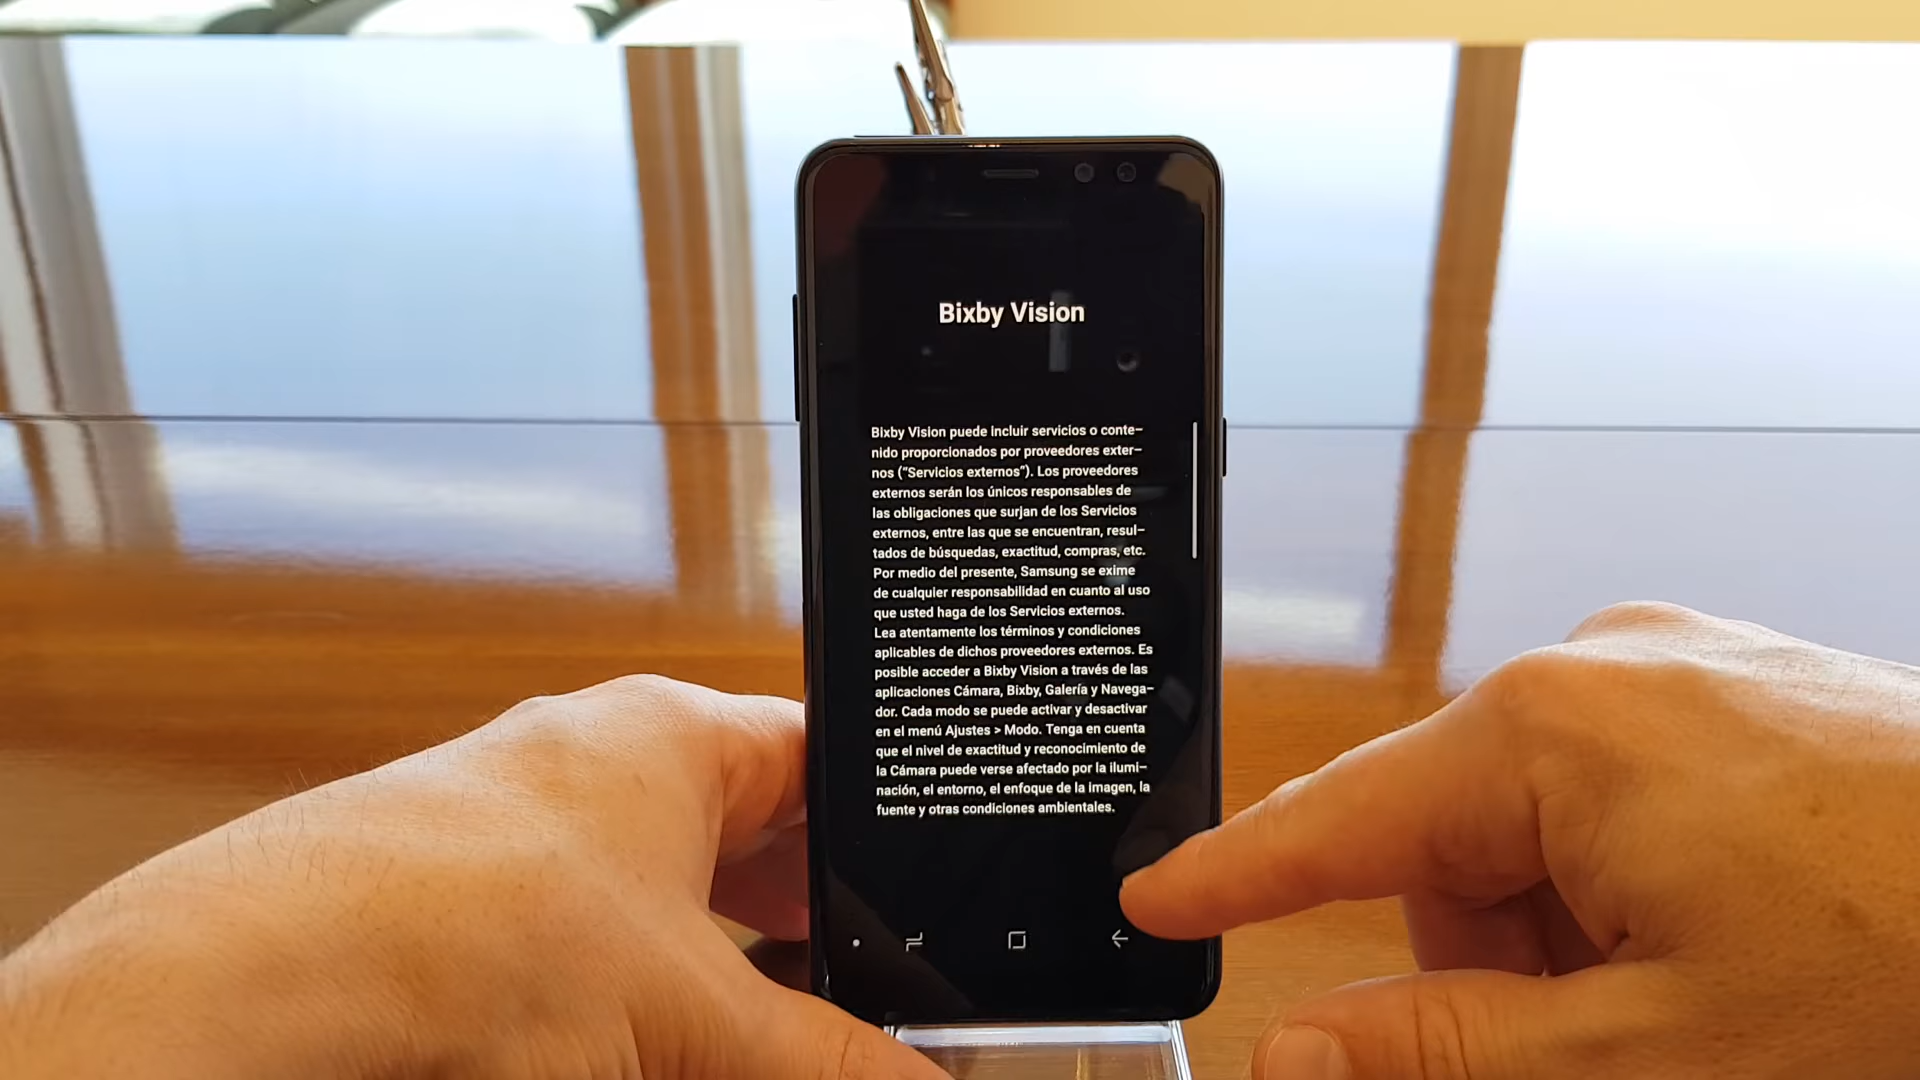 Bixby Vision
Bixby Vision puede incluir servicios o conte-
nido proporcionados por proveedores exter-
nos ("Servicios externos"). Los proveedores
externos serán los únicos responsables de
las obligaciones que surjan de los Servicios
externos, entre las que se encuentran, resul-
tados de búsquedas, exactitud, compras, etc.
Por medio del presente, Samsung se exime
de cualquier responsabilidad en cuanto al uso
que usted haga de los Servicios externos.
Lea atentamente los términos y condiciones
aplicables de dichos proveedores externos. Es
posible acceder a Bixby Vision a través de las
aplicaciones Cámara, Bixby, Galería y Navega-
dor. Cada modo se puede activar y desactivar
en el menú Ajustes > Modo. Tenga en cuenta
que el nivel de exactitud y reconocimiento de
la Cámara puede verse afectado por la ilumi-
nación, el entorno, el enfoque de la imagen, la
fuente y otras condiciones ambientales.